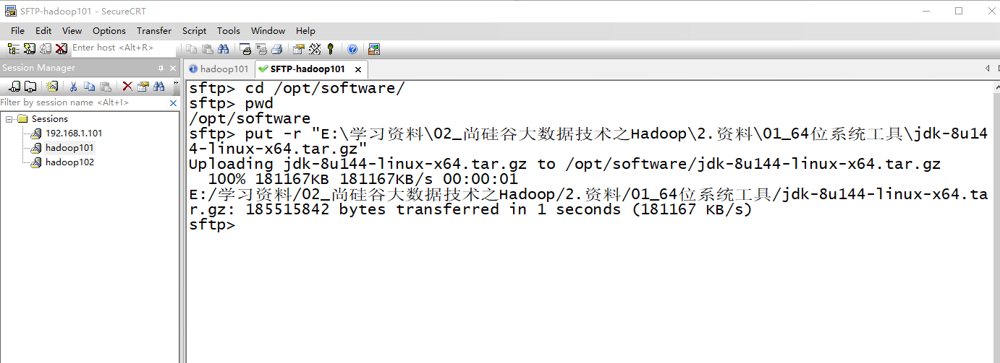 SFTP-hadoop101 - SecureCRT
File Edit View Options Transfer Script Tools Window Help
Enter host <Alt+R>
Session Manager
hadoop101
SFTP-hadoop101
Filter by session name <Alt+I>
Sessions
192.168.1.101
hadoop101
hadoop102
sftp> cd /opt/software/
sftp> pwd
/opt/software
sftp> put -r "E:\学习资料\02_尚硅谷大数据技术之Hadoop\2.资料\01_64位系统工具\jdk-8u14
4-linux-x64.tar.gz"
Uploading jdk-8u144-linux-x64.tar.gz to /opt/software/jdk-8u144-linux-x64.tar.gz
100% 181167KB 181167KB/s 00:00:01
E:/学习资料/02_尚硅谷大数据技术之Hadoop/2.资料/01_64位系统工具/jdk-8u144-linux-x64.ta
r.gz: 185515842 bytes transferred in 1 seconds (181167 KB/s)
sftp>